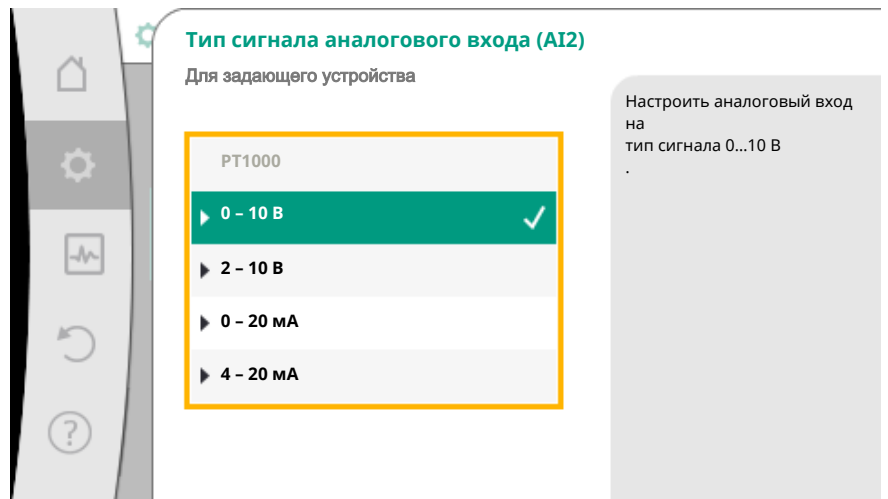 Тип сигнала аналогового входа (AI2)
Для задающего устройства
PT1000
0 – 10 В
2 – 10 В
0 – 20 мА
4 – 20 мА
Настроить аналоговый вход
на
тип сигнала 0...10 В
.
?